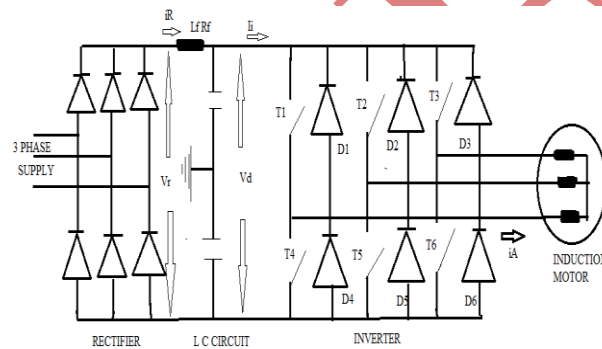 iR
Lf Rf
Ii
T1
T2
T3
D1
D2
D3
3 PHASE
SUPPLY
Vr
Vd
T4
T5
T6
iA
D4
D5
D6
INDUCTION
MOTOR
RECTIFIER
L C CIRCUIT
INVERTER